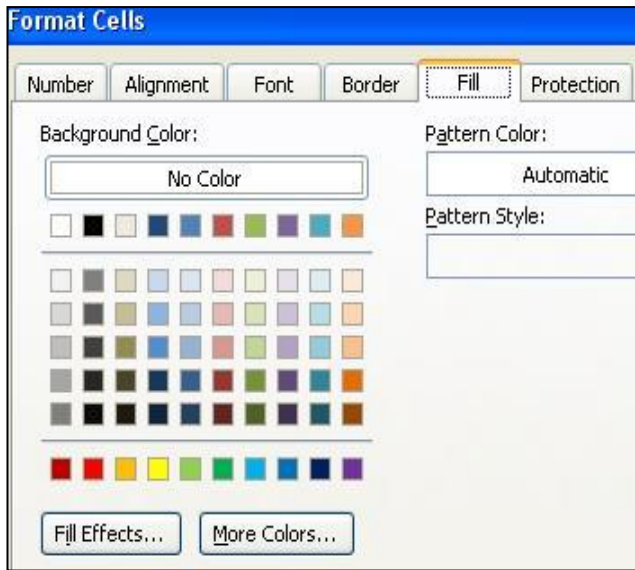 Format Cells
Number Alignment Font Border Fill Protection
Background Color:
No Color
Pattern Color:
Automatic
Pattern Style:
Fill Effects...
More Colors...